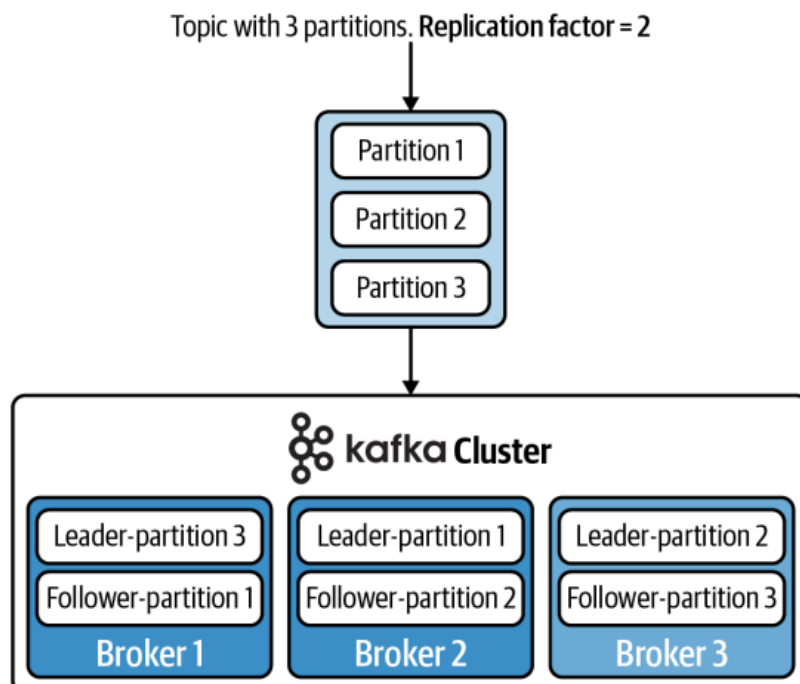 Topic with 3 partitions. Replication factor = 2
Partition 1
Partition 2
Partition 3
kafka Cluster
Leader-partition 3
Follower-partition 1
Broker 1
Leader-partition 1
Follower-partition 2
Broker 2
Leader-partition 2
Follower-partition 3
Broker 3